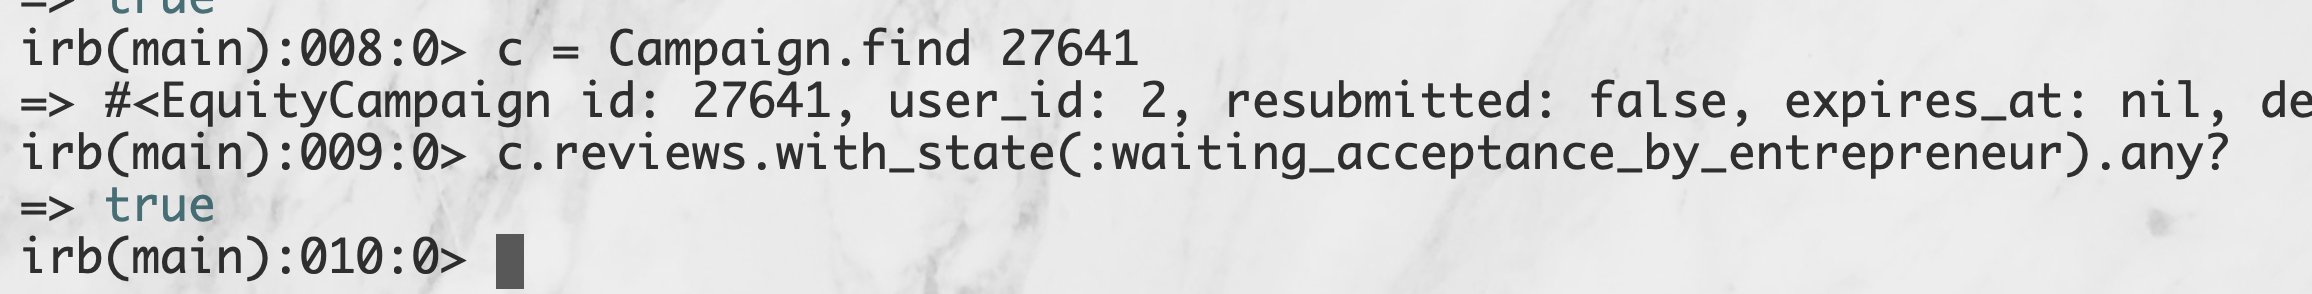 => true
irb(main):008:0> c = Campaign.find 27641
=> #<EquityCampaign id: 27641, user_id: 2, resubmitted: false, expires_at: nil, de
irb(main):009:0> c.reviews.with_state(:waiting_acceptance_by_entrepreneur).any?
=> true
irb(main):010:0>